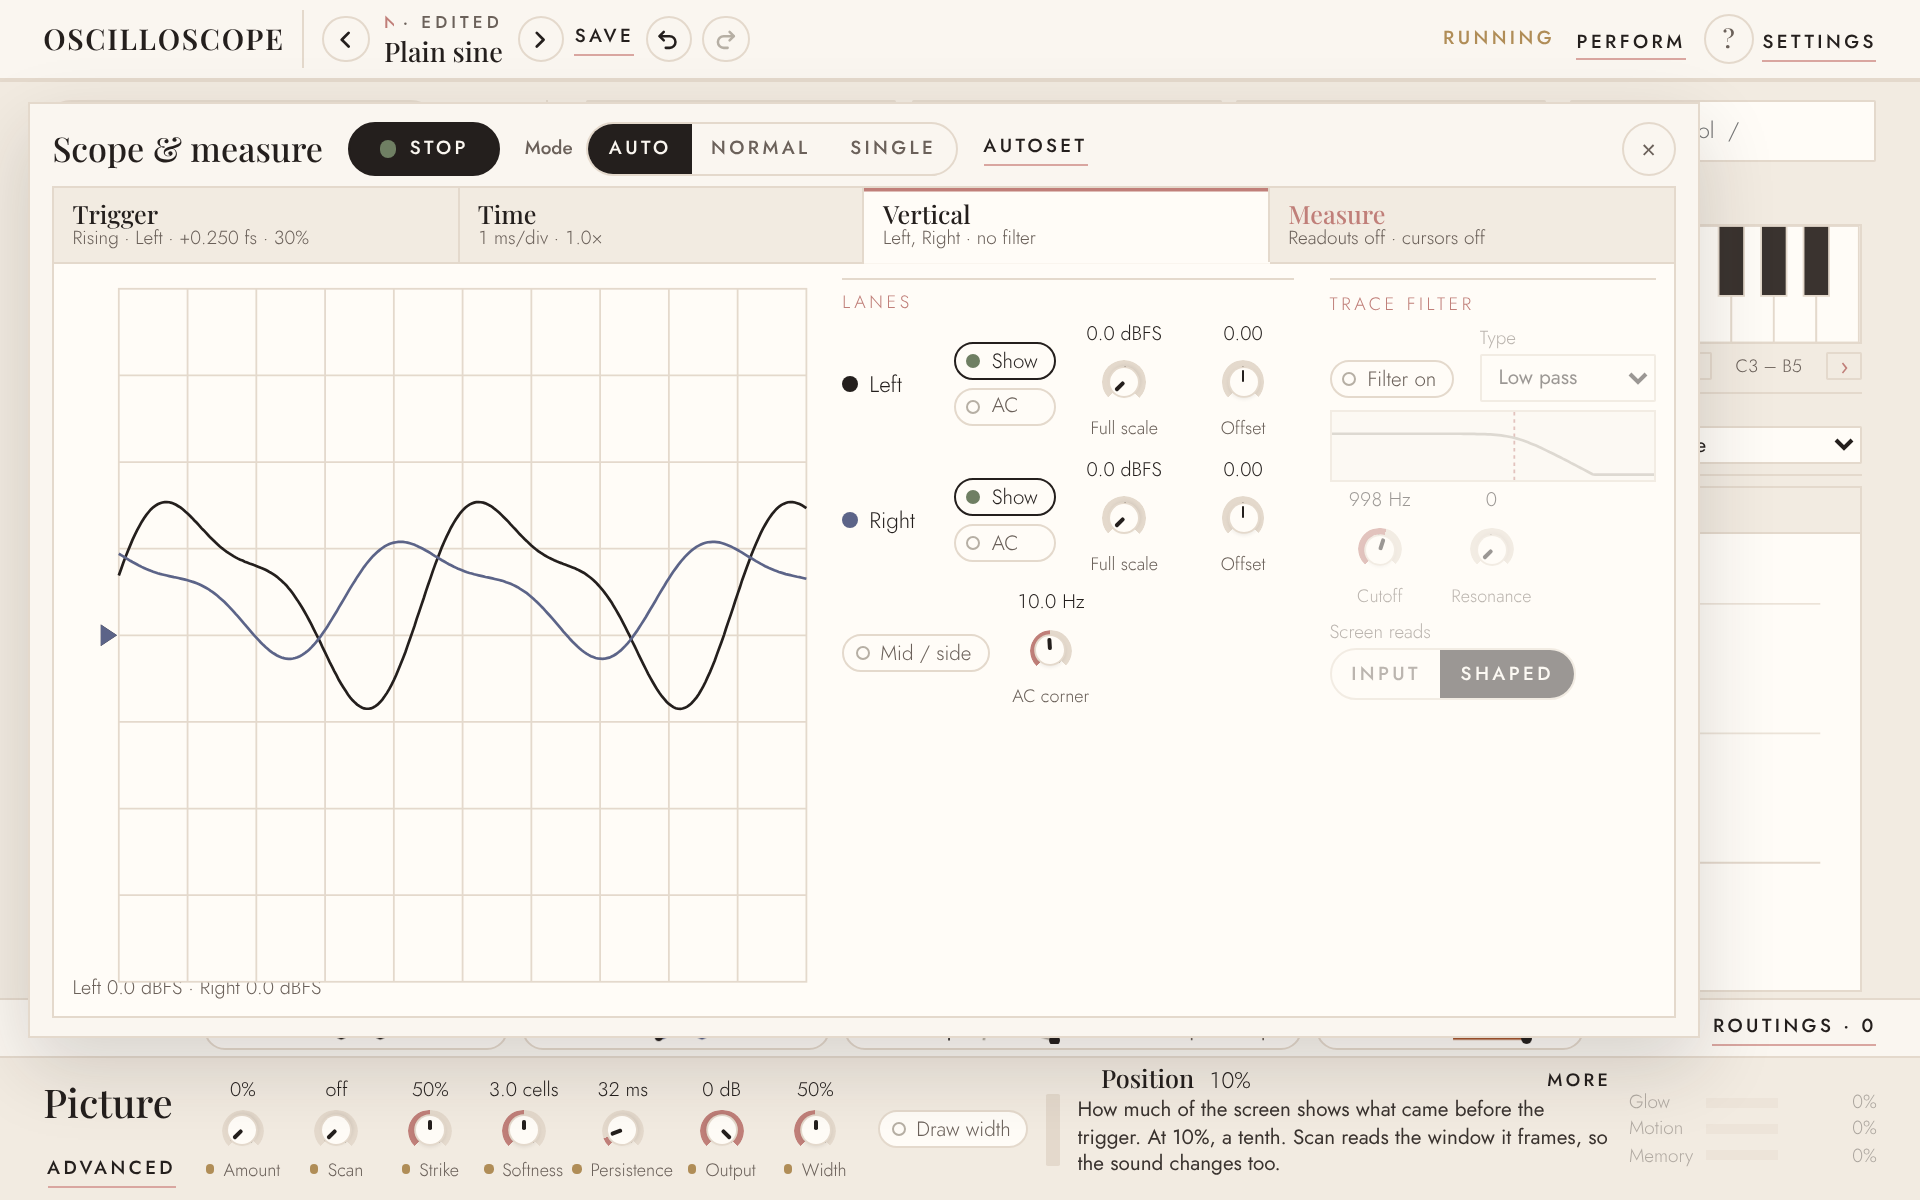 OSCILLOSCOPE
· EDITED
Plain sine
SAVE
RUNNING
PERFORM
?
SETTINGS
Scope & measure
STOP
Mode
AUTO
NORMAL
SINGLE
AUTOSET
×
ol /
Trigger
Rising · Left · +0.250 fs · 30%
Time
1 ms/div · 1.0×
Vertical
Left, Right · no filter
Measure
Readouts off · cursors off
LANES
Left
Show
AC
0.0 dBFS
Full scale
0.00
Offset
Right
Show
AC
0.0 dBFS
Full scale
0.00
Offset
Mid / side
10.0 Hz
AC corner
TRACE FILTER
Filter on
Type
Low pass
998 Hz
Cutoff
0
Resonance
Screen reads
INPUT
SHAPED
C3 – B5
Left 0.0 dBFS · Right 0.0 dBFS
ROUTINGS · 0
Picture
ADVANCED
0%
Amount
off
Scan
50%
Strike
3.0 cells
Softness
32 ms
Persistence
0 dB
Output
50%
Width
Draw width
Position 10%
MORE
How much of the screen shows what came before the
trigger. At 10%, a tenth. Scan reads the window it frames, so
the sound changes too.
Glow 0%
Motion 0%
Memory 0%